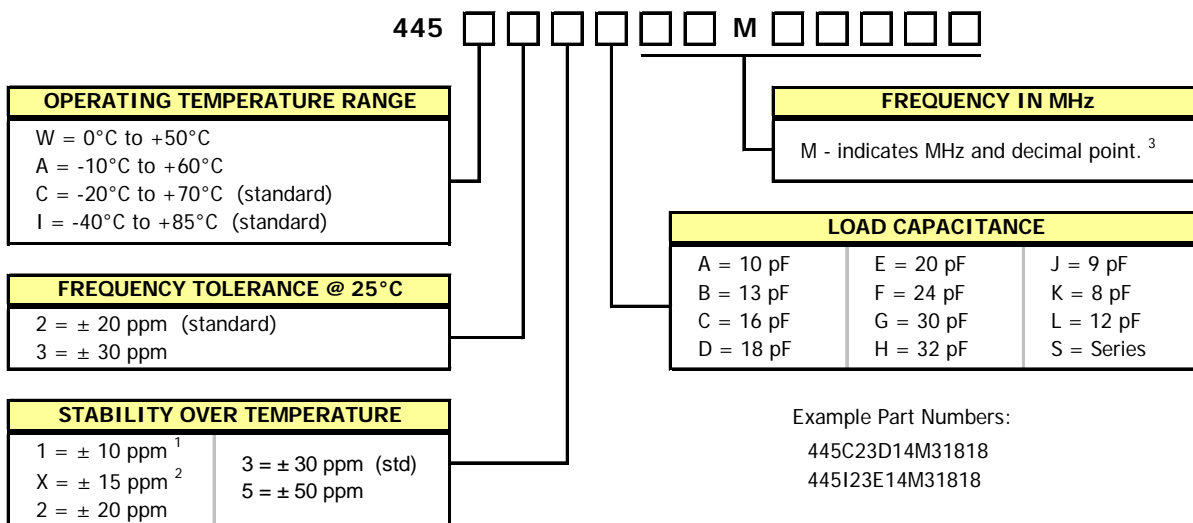 445 M
OPERATING TEMPERATURE RANGE
W = 0°C to +50°C
A = -10°C to +60°C
C = -20°C to +70°C (standard)
I = -40°C to +85°C (standard)
FREQUENCY IN MHz
M - indicates MHz and decimal point. 3
FREQUENCY TOLERANCE @ 25°C
2 = ± 20 ppm (standard)
3 = ± 30 ppm
LOAD CAPACITANCE
A = 10 pF
B = 13 pF
C = 16 pF
D = 18 pF
E = 20 pF
F = 24 pF
G = 30 pF
H = 32 pF
J = 9 pF
K = 8 pF
L = 12 pF
S = Series
STABILITY OVER TEMPERATURE
1 = ± 10 ppm 1
X = ± 15 ppm 2
2 = ± 20 ppm
3 = ± 30 ppm (std)
5 = ± 50 ppm
Example Part Numbers:
445C23D14M31818
445I23E14M31818